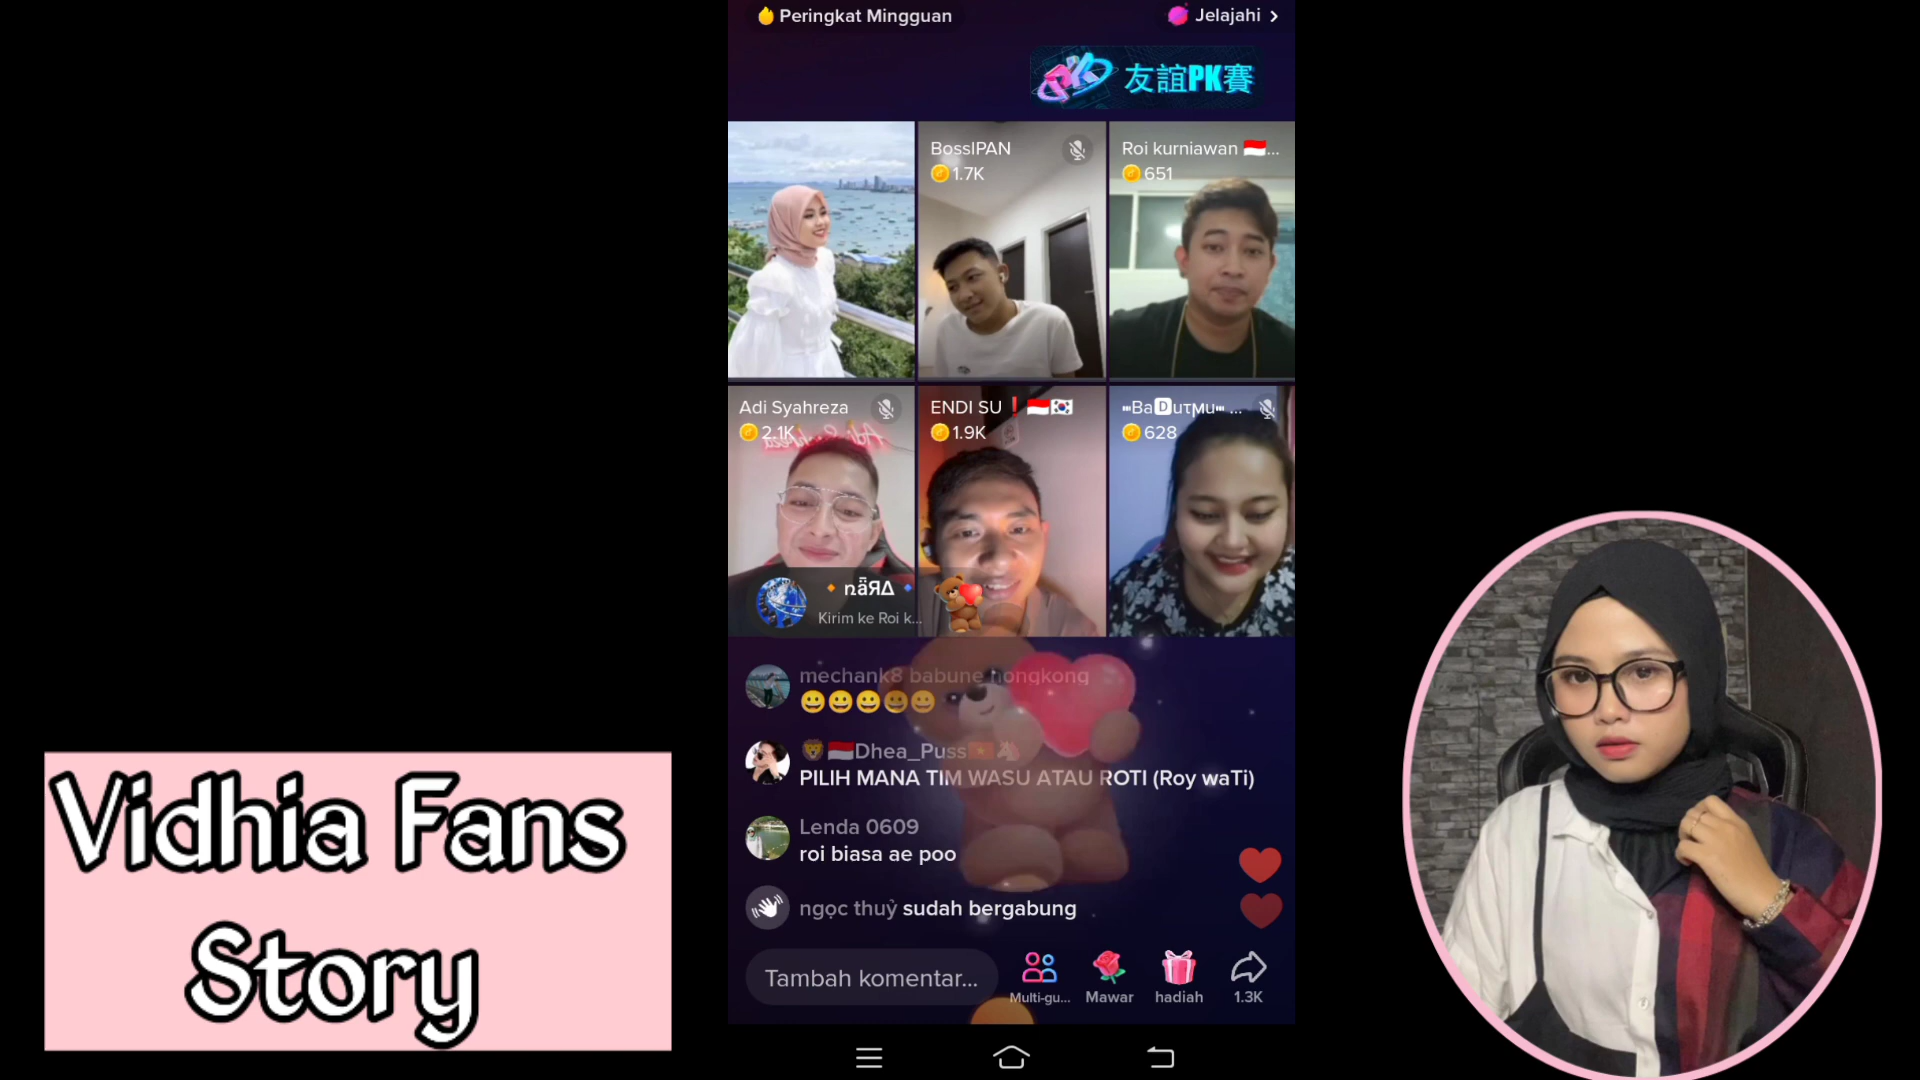 Peringkat Mingguan
Jelajahi
友誼PK賽
BossIPAN
1.7K
Roi kurniawan 🇮🇩...
651
Adi Syahreza
2.1K
ENDI SU❗🇮🇩🇰🇷
1.9K
628
Kirim ke Roi k...
mechank8 babune hongkong
😀😀😀😀😀
🦁🇮🇩Dhea_Puss🇻🇳🦄
PILIH MANA TIM WASU ATAU ROTI (Roy waTi)
Lenda 0609
roi biasa ae poo
ngọc thuỷ sudah bergabung
Tambah komentar...
Multi-gu...
Mawar
hadiah
1.3K
Vidhia Fans
Story